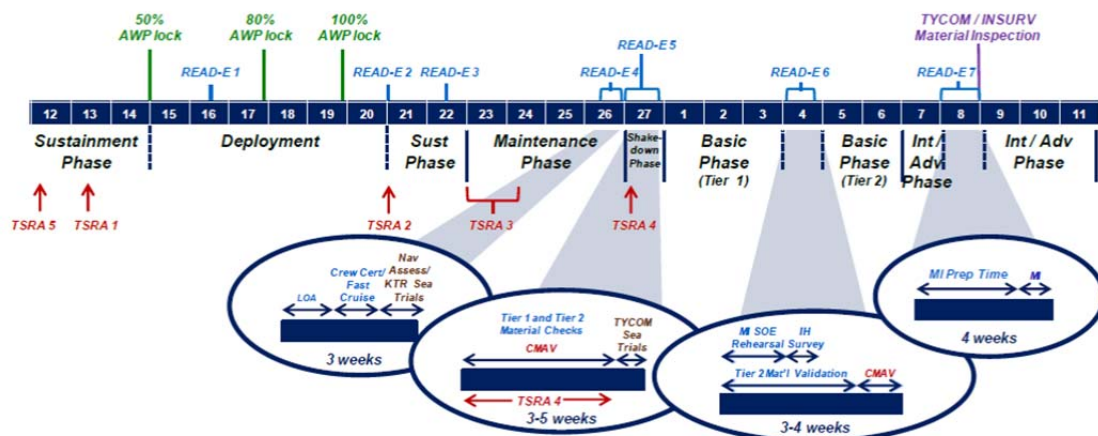 50%
AWP lock
80%
AWP lock
100%
AWP lock
TYCOM / INSURV
Material Inspection
READ-E 1
READ-E 2
READ-E 3
READ-E 4
READ-E 5
READ-E 6
READ-E 7
12 13 14 15 16 17 18 19 20 21 22 23 24 25 26 27 1 2 3 4 5 6 7 8 9 10 11
Sustainment
Phase
Deployment
Sust
Phase
Maintenance
Phase
Shake-
down
Phase
Basic
Phase
(Tier 1)
Basic
Phase
(Tier 2)
Int /
Adv
Phase
Int / Adv
Phase
TSRA 5
TSRA 1
TSRA 2
TSRA 3
TSRA 4
LOA
Crew Cert/
Fast
Cruise
Nav
Assess/
KTR Sea
Trials
3 weeks
Tier 1 and Tier 2
Material Checks
CMAV
TYCOM
Sea
Trials
TSRA 4
3-5 weeks
MI SOE
Rehearsal
IH
Survey
Tier 2 Mat'l Validation
CMAV
3-4 weeks
MI Prep Time
MI
4 weeks